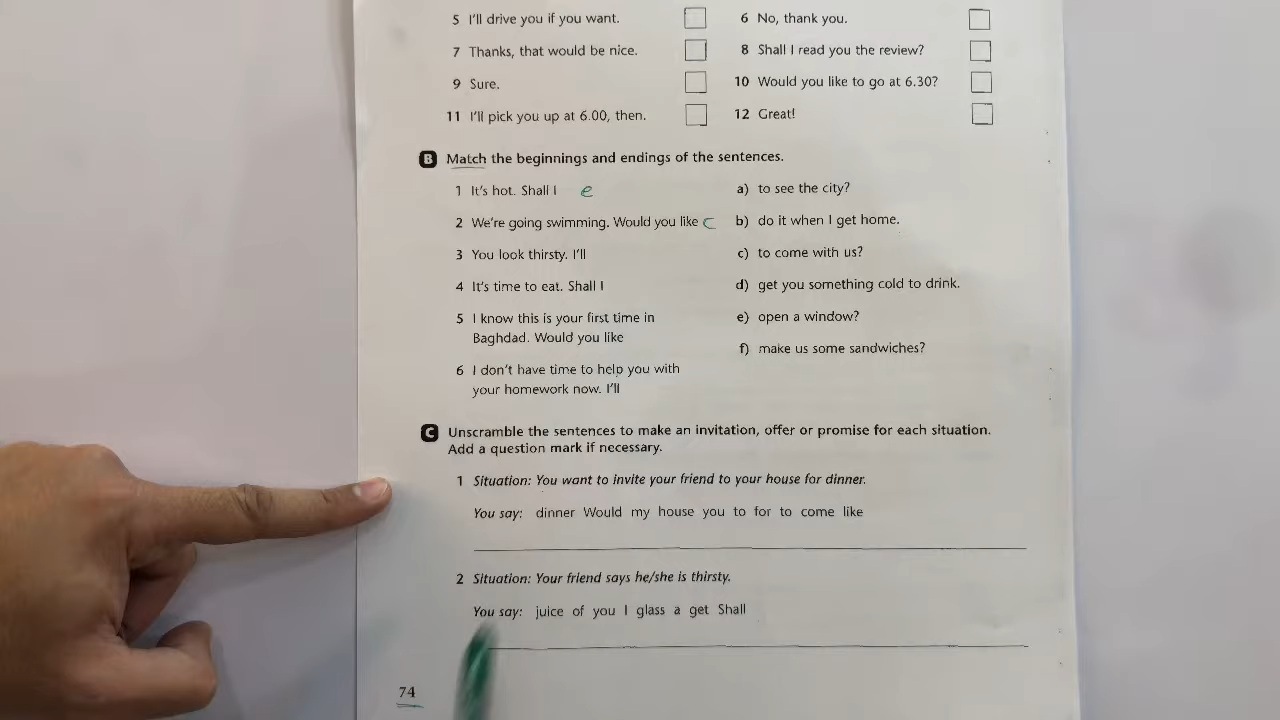 5 I'll drive you if you want.
6 No, thank you.
7 Thanks, that would be nice.
8 Shall I read you the review?
9 Sure.
10 Would you like to go at 6.30?
11 I'll pick you up at 6.00, then.
12 Great!
B Match the beginnings and endings of the sentences.
1 It's hot. Shall I e
a) to see the city?
2 We're going swimming. Would you like c
b) do it when I get home.
3 You look thirsty. I'll
c) to come with us?
4 It's time to eat. Shall I
d) get you something cold to drink.
5 I know this is your first time in
Baghdad. Would you like
e) open a window?
f) make us some sandwiches?
6 I don't have time to help you with
your homework now. I'll
C Unscramble the sentences to make an invitation, offer or promise for each situation.
Add a question mark if necessary.
1 Situation: You want to invite your friend to your house for dinner.
You say: dinner Would my house you to for to come like
2 Situation: Your friend says he/she is thirsty.
You say: juice of you I glass a get Shall
74